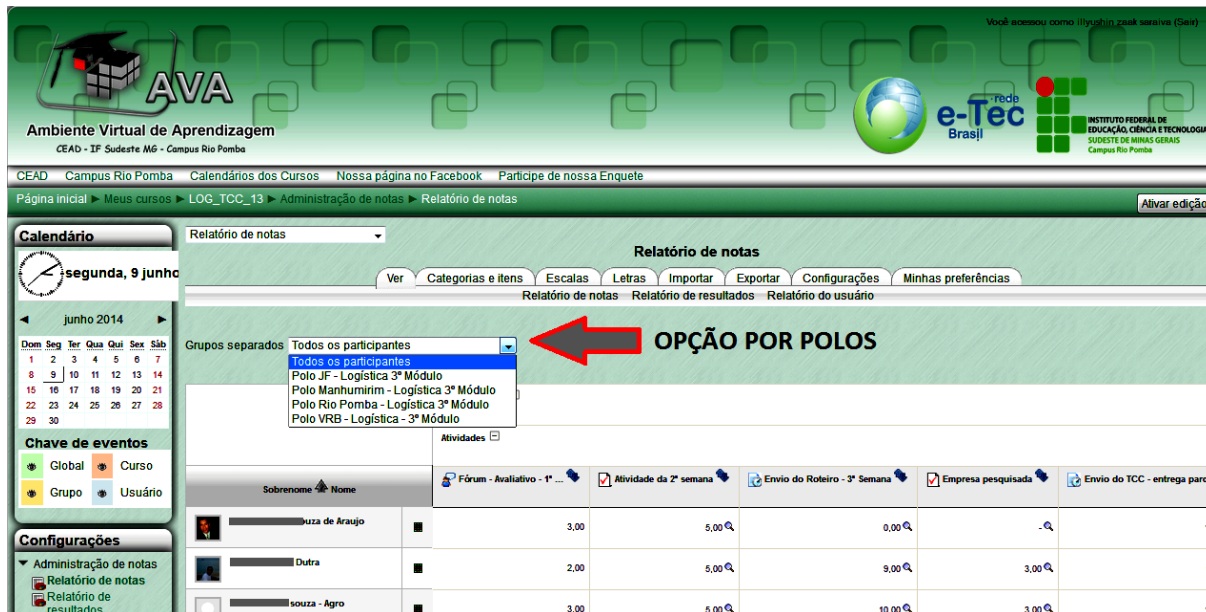 Você acessou como illyushin zaak saraiva (Sair)
AVA
Ambiente Virtual de Aprendizagem
CEAD - IF Sudeste MG - Campus Rio Pomba
rede
e-Tec
Brasil
INSTITUTO FEDERAL DE
EDUCAÇÃO, CIÊNCIA E TECNOLOGIA
SUDESTE DE MINAS GERAIS
Campus Rio Pomba
CEAD Campus Rio Pomba Calendários dos Cursos Nossa página no Facebook Participe de nossa Enquete
Página inicial ► Meus cursos ► LOG_TCC_13 ► Administração de notas ► Relatório de notas
Ativar edição
Calendário
segunda, 9 junho
◄ junho 2014 ►
Dom Seg Ter Qua Qui Sex Sáb
1 2 3 4 5 6 7
8 9 10 11 12 13 14
15 16 17 18 19 20 21
22 23 24 25 26 27 28
29 30
Chave de eventos
Global Curso
Grupo Usuário
Configurações
Administração de notas
Relatório de notas
Relatório de
resultados
Relatório de notas
Relatório de notas
Ver Categorias e itens Escalas Letras Importar Exportar Configurações Minhas preferências
Relatório de notas Relatório de resultados Relatório do usuário
Grupos separados Todos os participantes
OPÇÃO POR POLOS
Todos os participantes
Polo JF - Logística 3º Módulo
Polo Manhumirim - Logística 3º Módulo
Polo Rio Pomba - Logística 3º Módulo
Polo VRB - Logística - 3º Módulo
Atividades
Sobrenome Nome
Fórum - Avaliativo - 1ª ... Atividade da 2ª semana Envio do Roteiro - 3ª Semana Empresa pesquisada Envio do TCC - entrega parc
ouza de Araujo 3,00 5,00 0,00 -
Dutra 2,00 5,00 9,00 3,00
souza - Agro 3,00 5,00 10,00 3,00